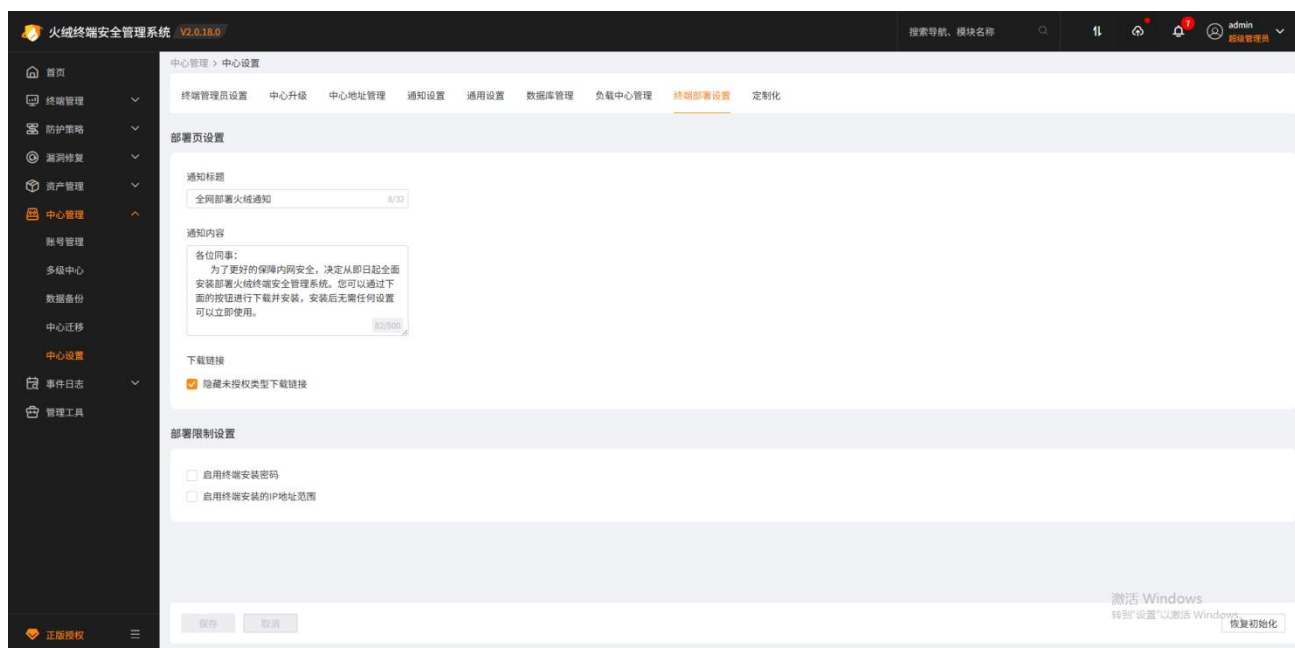 火绒终端安全管理系统 V2.0.18.0
搜索导航、模块名称
7
admin
超级管理员
首页
终端管理
防护策略
漏洞修复
资产管理
中心管理
账号管理
多级中心
数据备份
中心迁移
中心设置
事件日志
管理工具
正版授权
中心管理 > 中心设置
终端管理员设置 中心升级 中心地址管理 通知设置 通用设置 数据库管理 负载中心管理 终端部署设置 定制化
部署页设置
通知标题
全网部署火绒通知 8/32
通知内容
各位同事：
为了更好的保障内网安全，决定从即日起全面
安装部署火绒终端安全管理系统。您可以通过下
面的按钮进行下载并安装，安装后无需任何设置
可以立即使用。
82/500
下载链接
隐藏未授权类型下载链接
部署限制设置
启用终端安装密码
启用终端安装的IP地址范围
保存 取消
激活 Windows
转到"设置"以激活 Windows。
恢复初始化